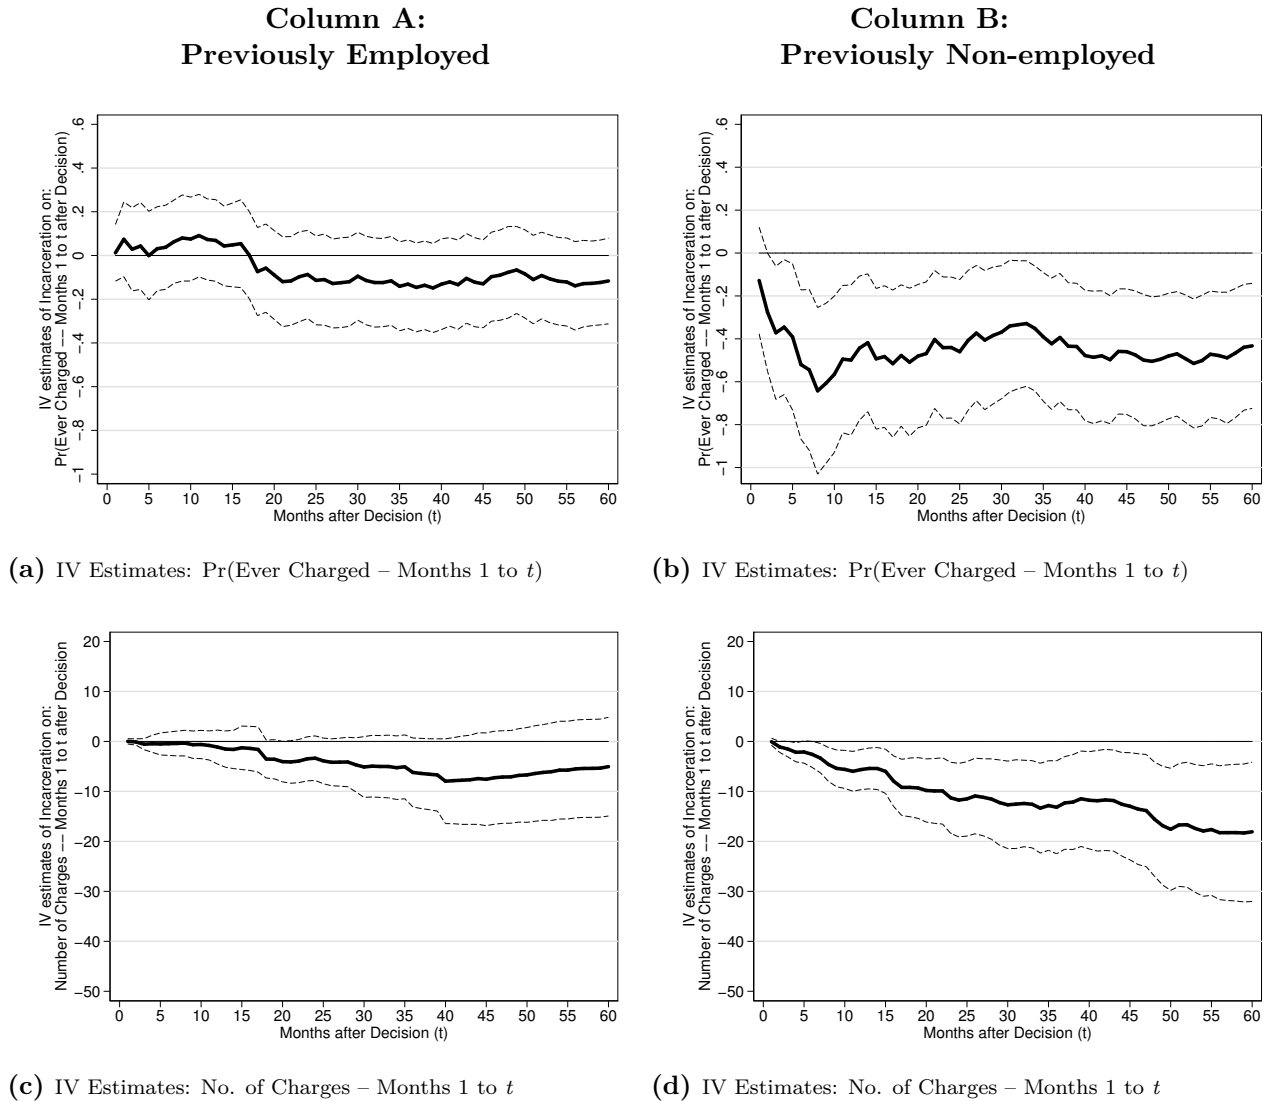 Column A:
Previously Employed
Column B:
Previously Non-employed
IV estimates of Incarceration on:
Pr(Ever Charged −− Months 1 to t after Decision)
.6
.4
.2
0
−.2
−.4
−.6
−.8
−1
0 5 10 15 20 25 30 35 40 45 50 55 60
Months after Decision (t)
(a) IV Estimates: Pr(Ever Charged – Months 1 to t)
IV estimates of Incarceration on:
Pr(Ever Charged −− Months 1 to t after Decision)
.6
.4
.2
0
−.2
−.4
−.6
−.8
−1
0 5 10 15 20 25 30 35 40 45 50 55 60
Months after Decision (t)
(b) IV Estimates: Pr(Ever Charged – Months 1 to t)
IV estimates of Incarceration on:
Number of Charges −− Months 1 to t after Decision
20
10
0
−10
−20
−30
−40
−50
0 5 10 15 20 25 30 35 40 45 50 55 60
Months after Decision (t)
(c) IV Estimates: No. of Charges – Months 1 to t
IV estimates of Incarceration on:
Number of Charges −− Months 1 to t after Decision
20
10
0
−10
−20
−30
−40
−50
0 5 10 15 20 25 30 35 40 45 50 55 60
Months after Decision (t)
(d) IV Estimates: No. of Charges – Months 1 to t